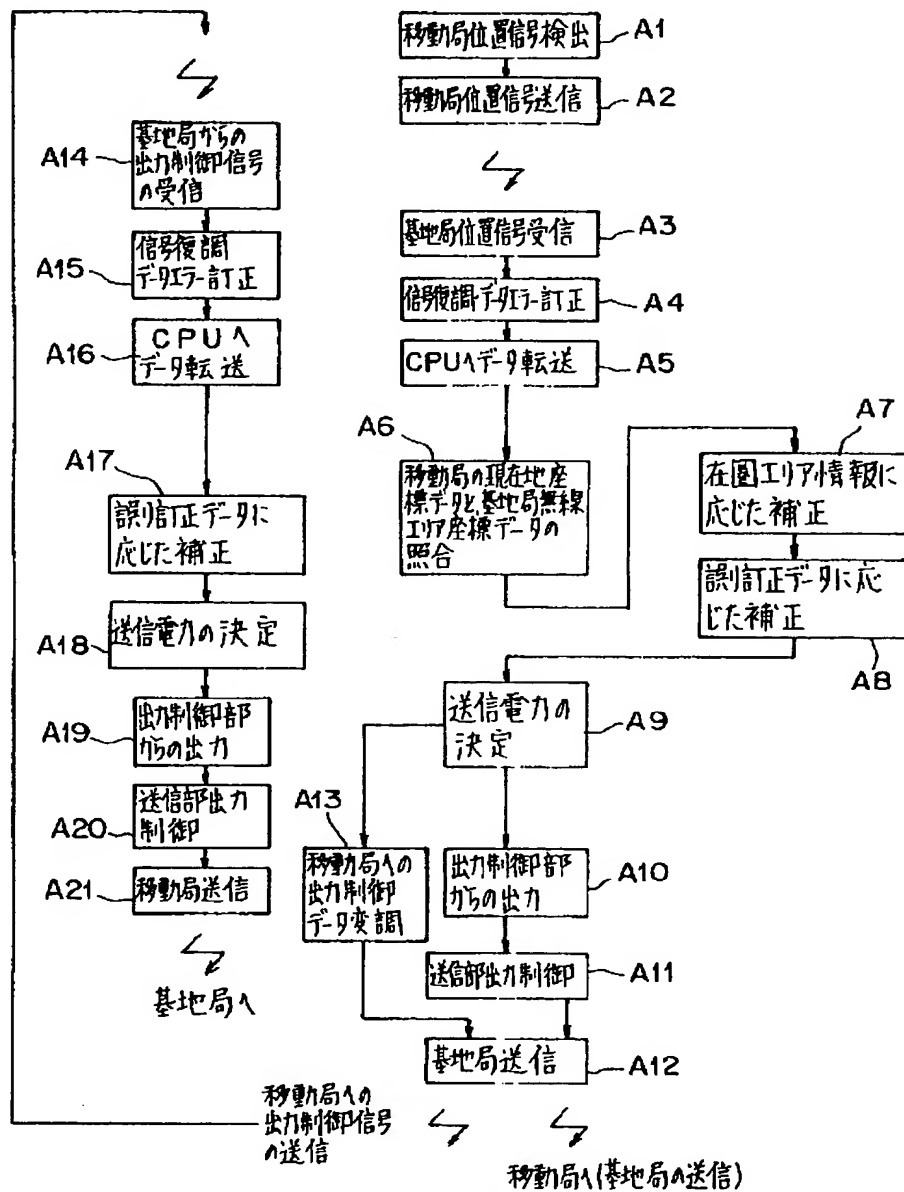 移動局位置信号検出
A1
移動局位置信号送信
A2
基地局位置信号受信
A3
信号復調データエラー訂正
A4
CPUへデータ転送
A5
A6
移動局の現在地座
標データと基地局無線
エリア座標データの
照合
A7
在圏エリア情報に
応じた補正
誤り訂正データに応
じた補正
A8
送信電力の
決定
A9
出力制御部
からの出力
A10
送信部出力制御
A11
基地局送信
A12
A13
移動局への
出力制御
データ変調
A14
基地局からの
出力制御信号
の受信
A15
信号復調
データエラー訂正
A16
CPUへ
データ転送
A17
誤り訂正データに
応じた補正
A18
送信電力の決定
A19
出力制御部
からの出力
A20
送信部出力
制御
A21
移動局送信
基地局へ
移動局への
出力制御信号
の送信
移動局へ(基地局の送信)